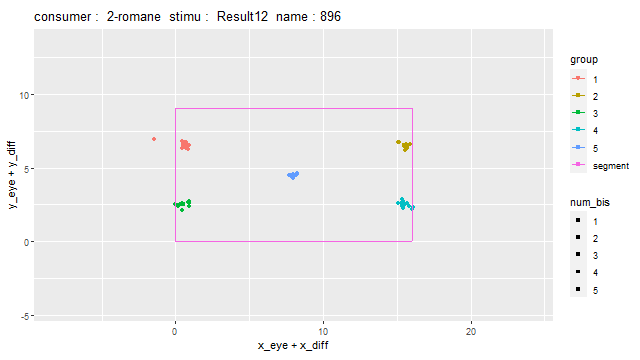 consumer :  2-romane  stimu :  Result12  name : 896
y_eye + y_diff
10
5
0
-5
0
10
20
x_eye + x_diff
group
1
2
3
4
5
segment
num_bis
1
2
3
4
5